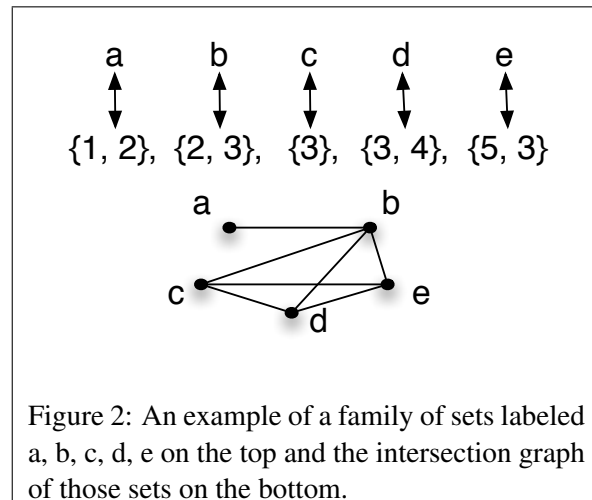 a b c d e
{1, 2}, {2, 3}, {3}, {3, 4}, {5, 3}
a b
c e
d
Figure 2: An example of a family of sets labeled
a, b, c, d, e on the top and the intersection graph
of those sets on the bottom.